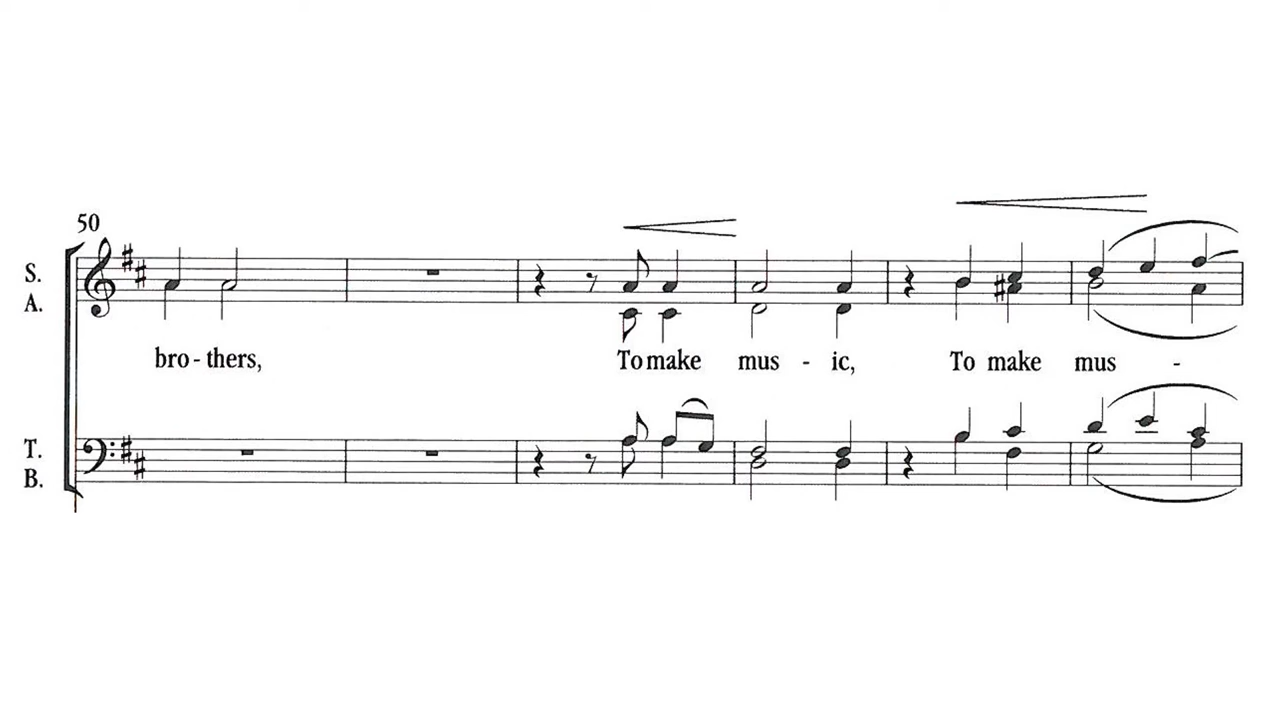 50
S.
A.
bro - thers, To make mus - ic, To make mus -
T.
B.